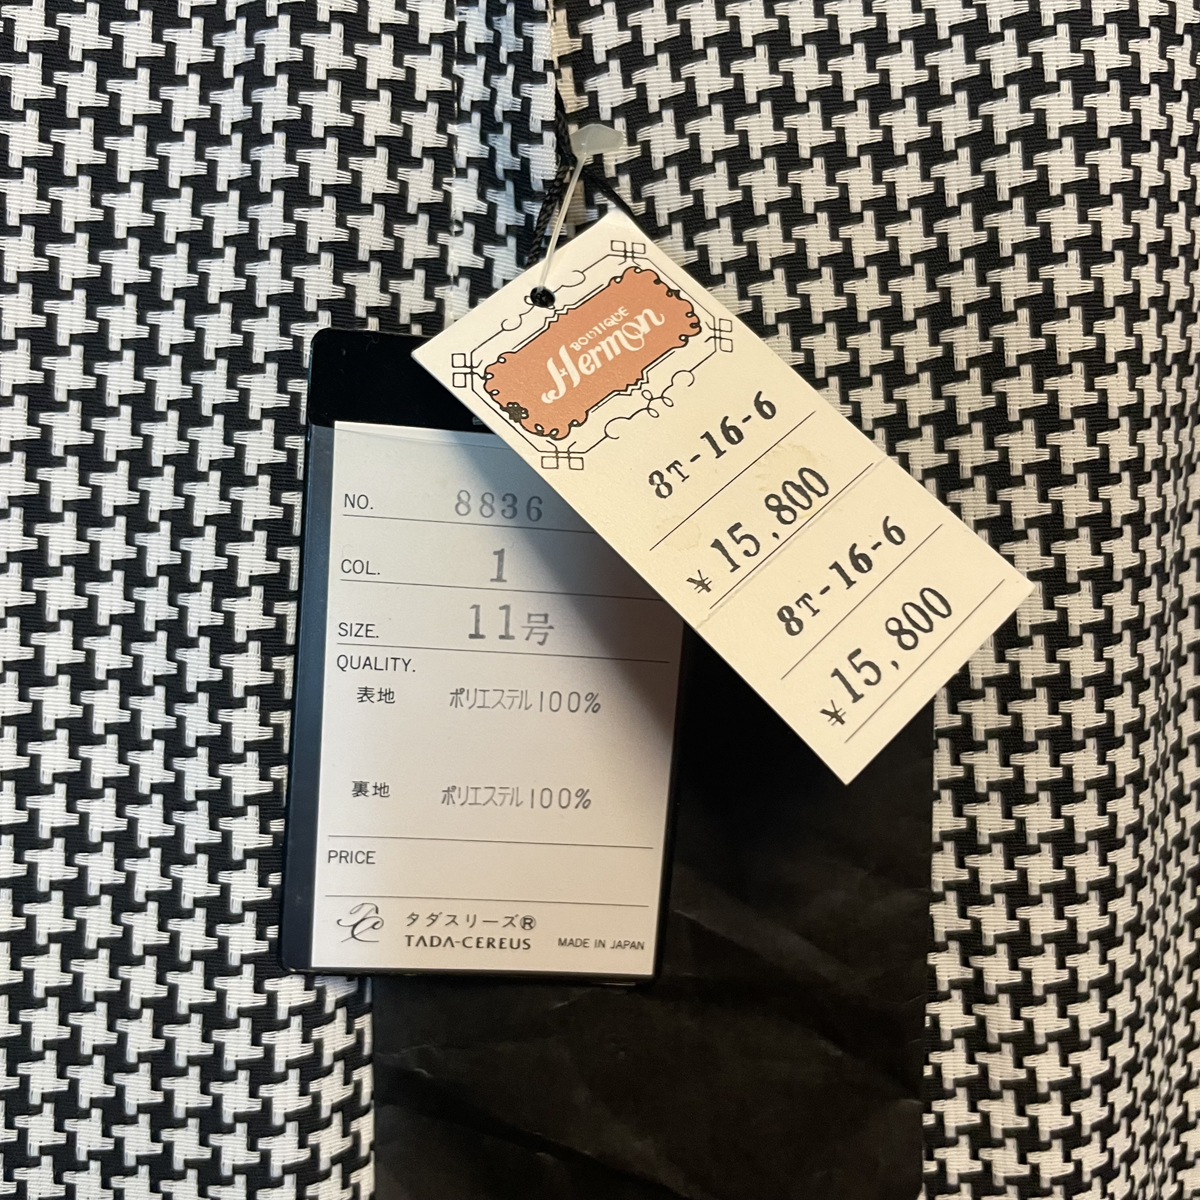 BOUTIQUE
Hermon
8T-16-6
¥15,800
8T-16-6
¥15,800
NO. 8836
COL. 1
SIZE. 11号
QUALITY.
表地 ポリエステル100%
裏地 ポリエステル100%
PRICE
タダスリーズ®
TADA-CEREUS MADE IN JAPAN